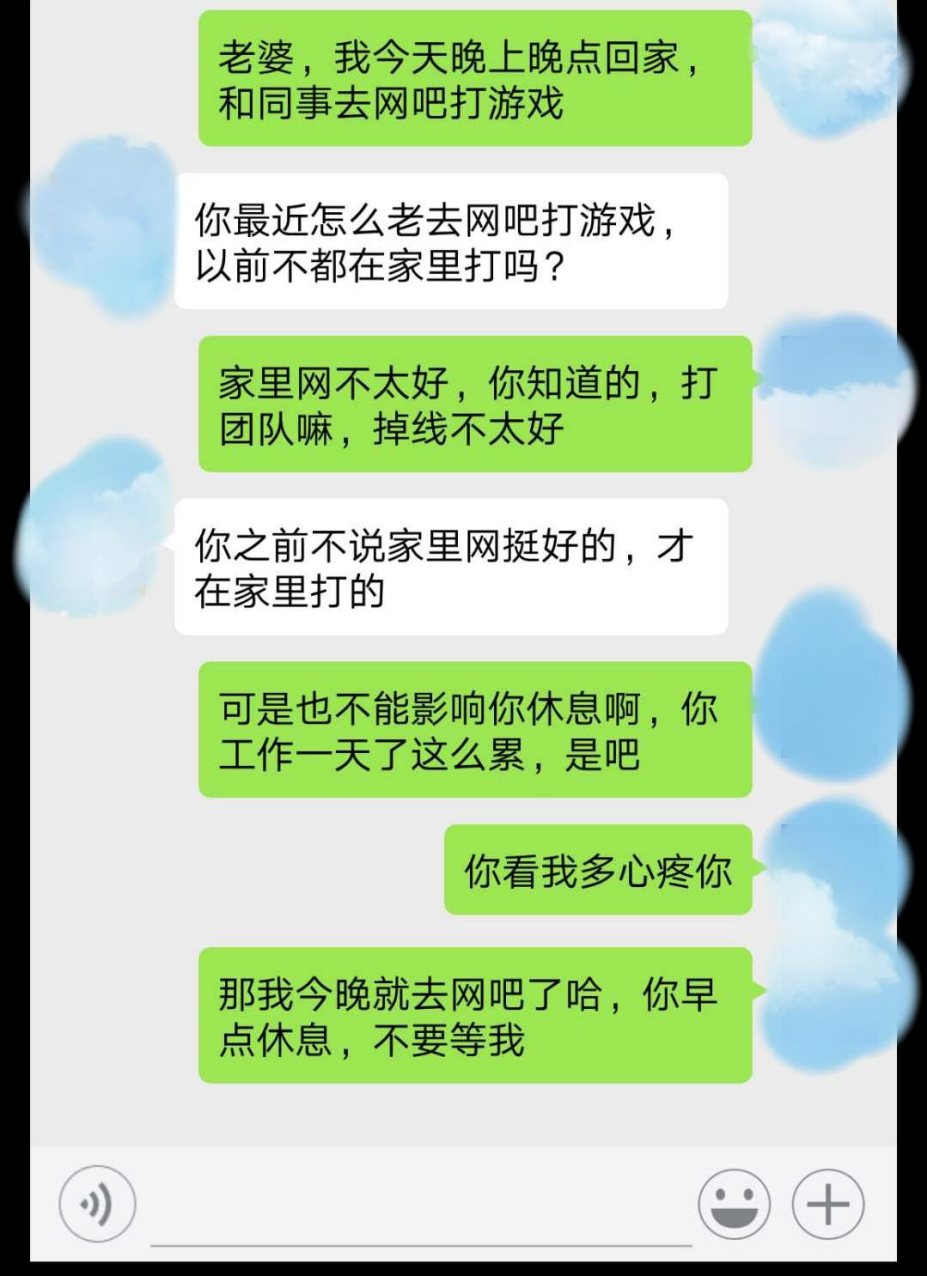 老婆，我今天晚上晚点回家，
和同事去网吧打游戏
你最近怎么老去网吧打游戏，
以前不都在家里打吗？
家里网不太好，你知道的，打
团队嘛，掉线不太好
你之前不说家里网挺好的，才
在家里打的
可是也不能影响你休息啊，你
工作一天了这么累，是吧
你看我多心疼你
那我今晚就去网吧了哈，你早
点休息，不要等我